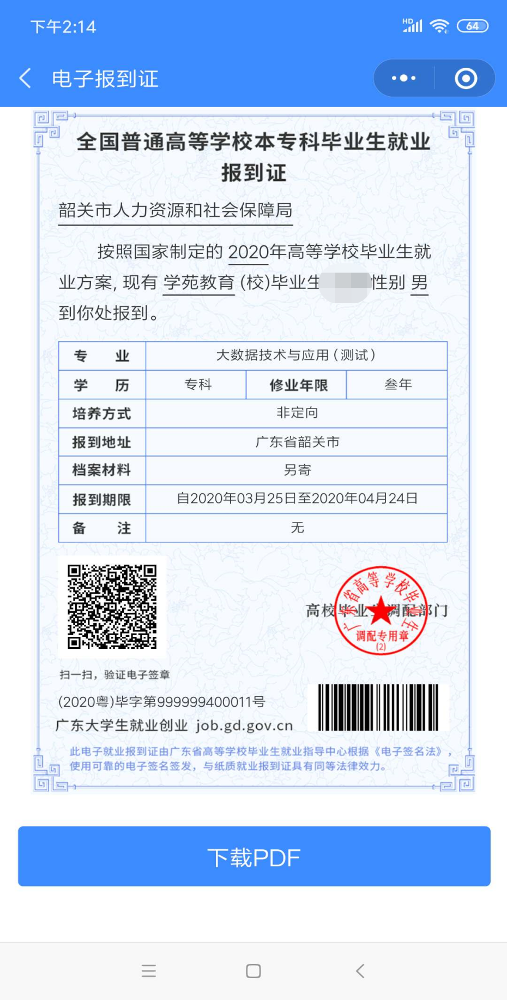 下午2:14
HD
64
电子报到证
全国普通高等学校本专科毕业生就业
报到证
韶关市人力资源和社会保障局
按照国家制定的 2020年高等学校毕业生就
业方案, 现有 学苑教育 (校)毕业生 性别 男
到你处报到。
专 业 大数据技术与应用(测试)
学 历 专科 修业年限 叁年
培养方式 非定向
报到地址 广东省韶关市
档案材料 另寄
报到期限 自2020年03月25日至2020年04月24日
备 注 无
高校毕业生调配部门
广东省高等学校毕业生
调配专用章
(2)
扫一扫，验证电子签章
(2020粤)毕字第999999400011号
广东大学生就业创业 job.gd.gov.cn
此电子就业报到证由广东省高等学校毕业生就业指导中心根据《电子签名法》，
使用可靠的电子签名签发，与纸质就业报到证具有同等法律效力。
下载PDF